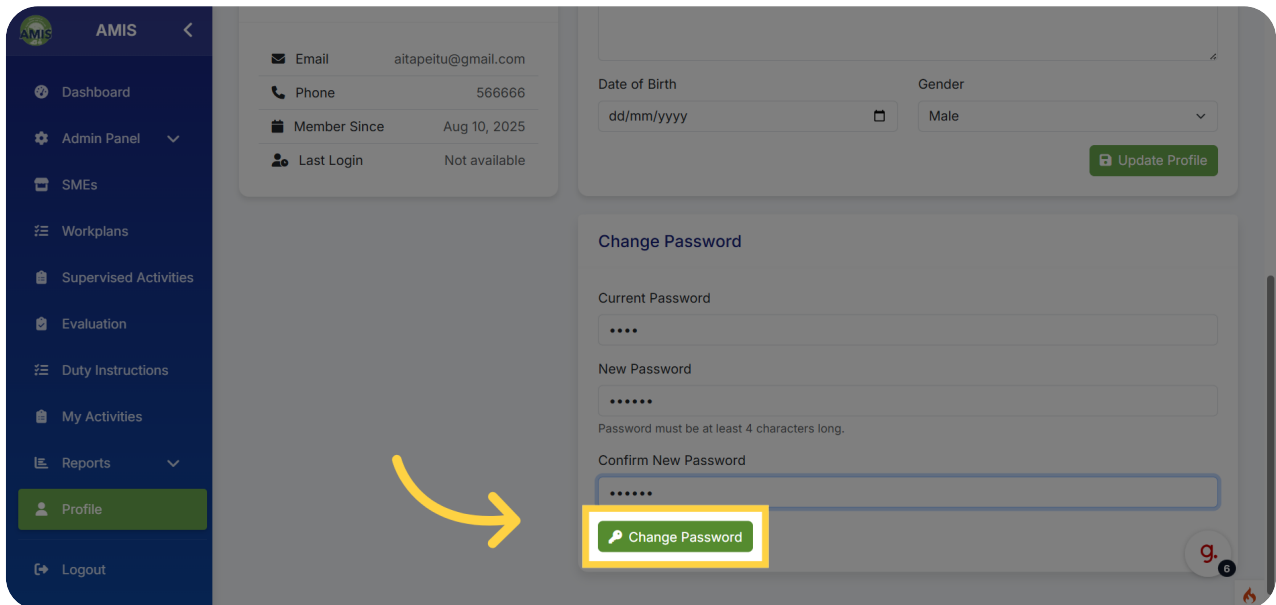 AMIS
AMIS
Dashboard
Admin Panel
SMEs
Workplans
Supervised Activities
Evaluation
Duty Instructions
My Activities
Reports
Profile
Logout
Email aitapeitu@gmail.com
Phone 566666
Member Since Aug 10, 2025
Last Login Not available
Date of Birth
dd/mm/yyyy
Gender
Male
Update Profile
Change Password
Current Password
••••
New Password
••••••
Password must be at least 4 characters long.
Confirm New Password
••••••
Change Password
g.
6